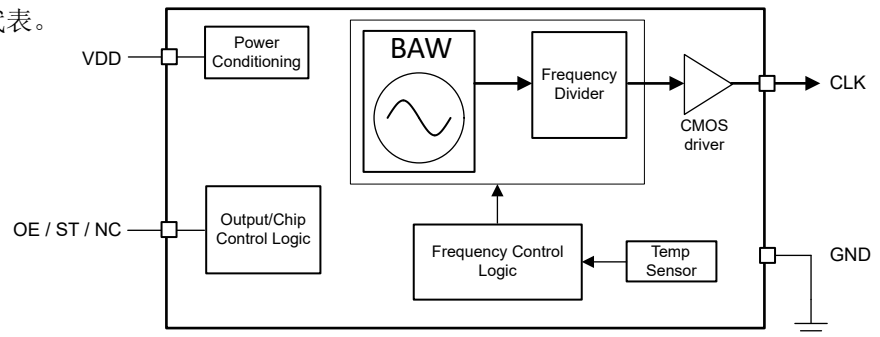 代表。
VDD
Power
Conditioning
BAW
Frequency
Divider
CMOS
driver
CLK
OE / ST / NC
Output/Chip
Control Logic
Frequency Control
Logic
Temp
Sensor
GND